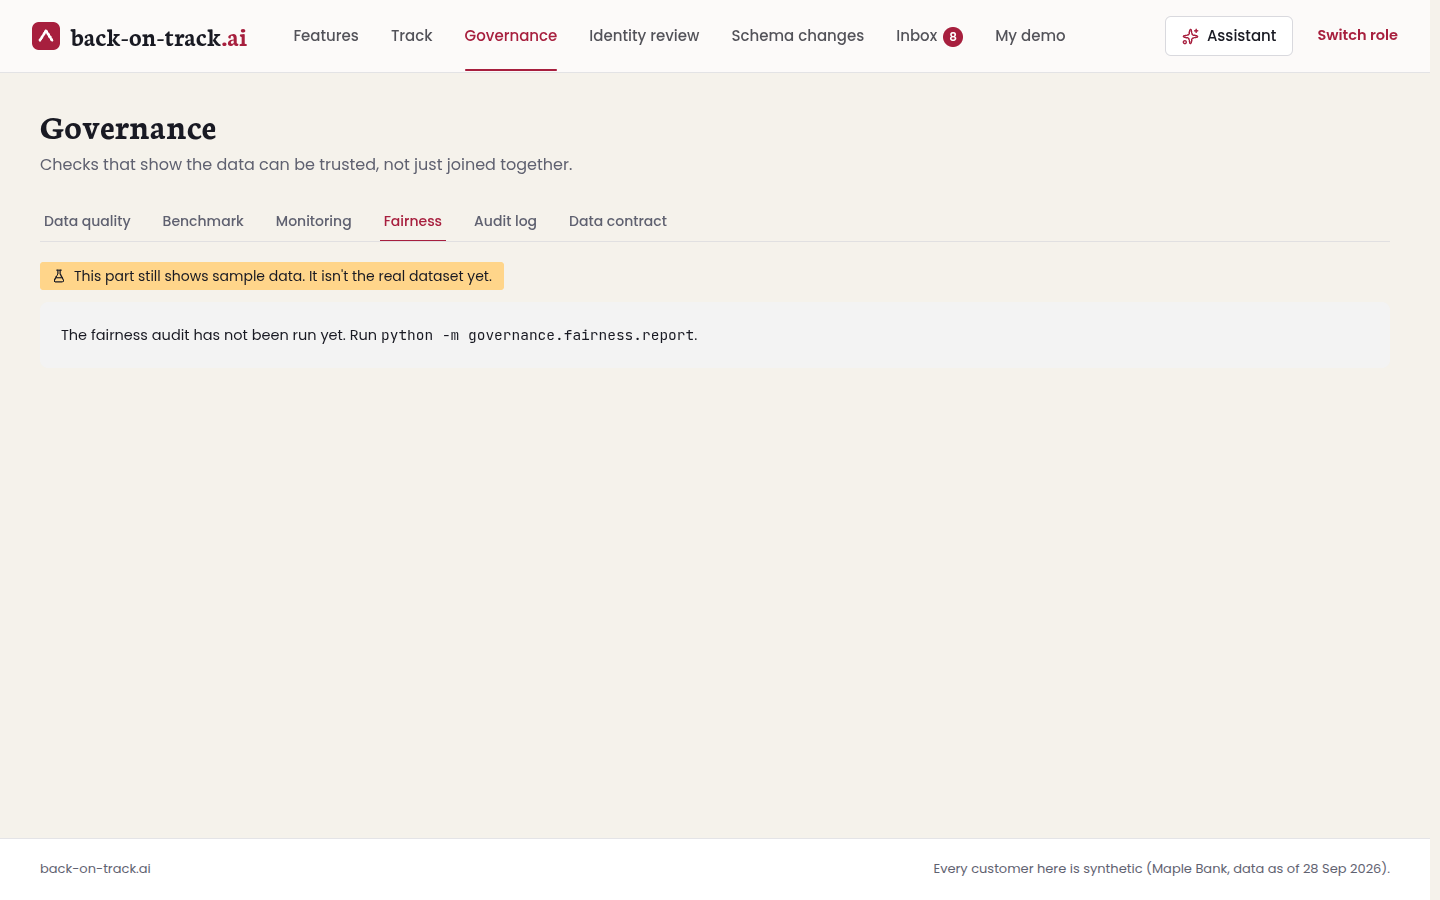 back-on-track.ai
Features
Track
Governance
Identity review
Schema changes
Inbox 8
My demo
Assistant
Switch role
Governance
Checks that show the data can be trusted, not just joined together.
Data quality
Benchmark
Monitoring
Fairness
Audit log
Data contract
This part still shows sample data. It isn't the real dataset yet.
The fairness audit has not been run yet. Run python -m governance.fairness.report.
back-on-track.ai
Every customer here is synthetic (Maple Bank, data as of 28 Sep 2026).